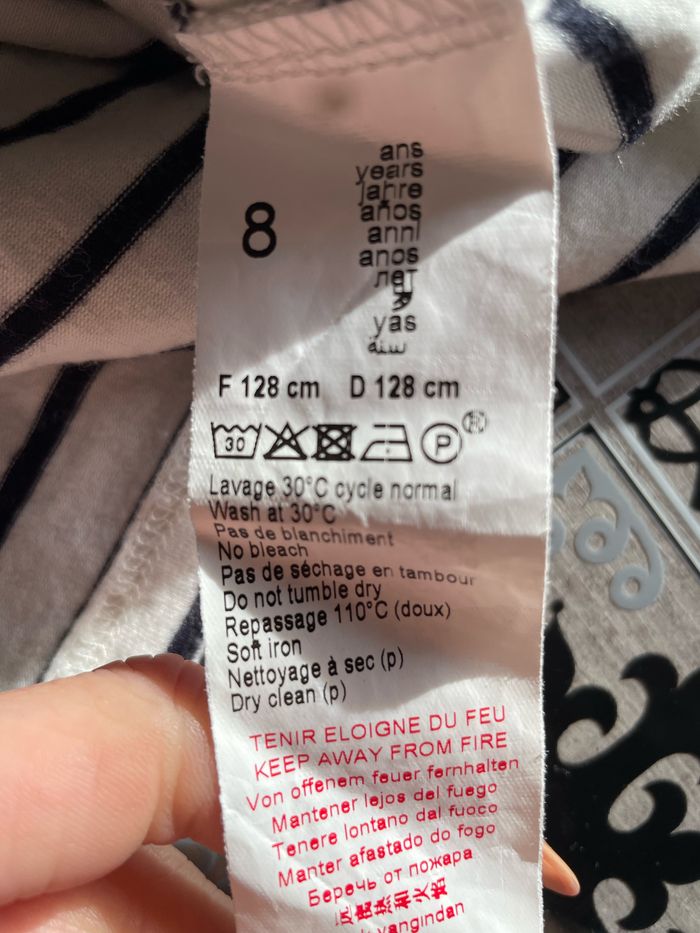 8
ans
years
Jahre
años
anni
anos
лет
岁
yas
سنة
F 128 cm D 128 cm
30 P ®
Lavage 30°C cycle normal
Wash at 30°C
Pas de blanchiment
No bleach
Pas de séchage en tambour
Do not tumble dry
Repassage 110°C (doux)
Soft iron
Nettoyage à sec (p)
Dry clean (p)
TENIR ELOIGNE DU FEU
KEEP AWAY FROM FIRE
Von offenem feuer fernhalten
Mantener lejos del fuego
Tenere lontano dal fuoco
Manter afastado do fogo
Беречь от пожара
yangindan